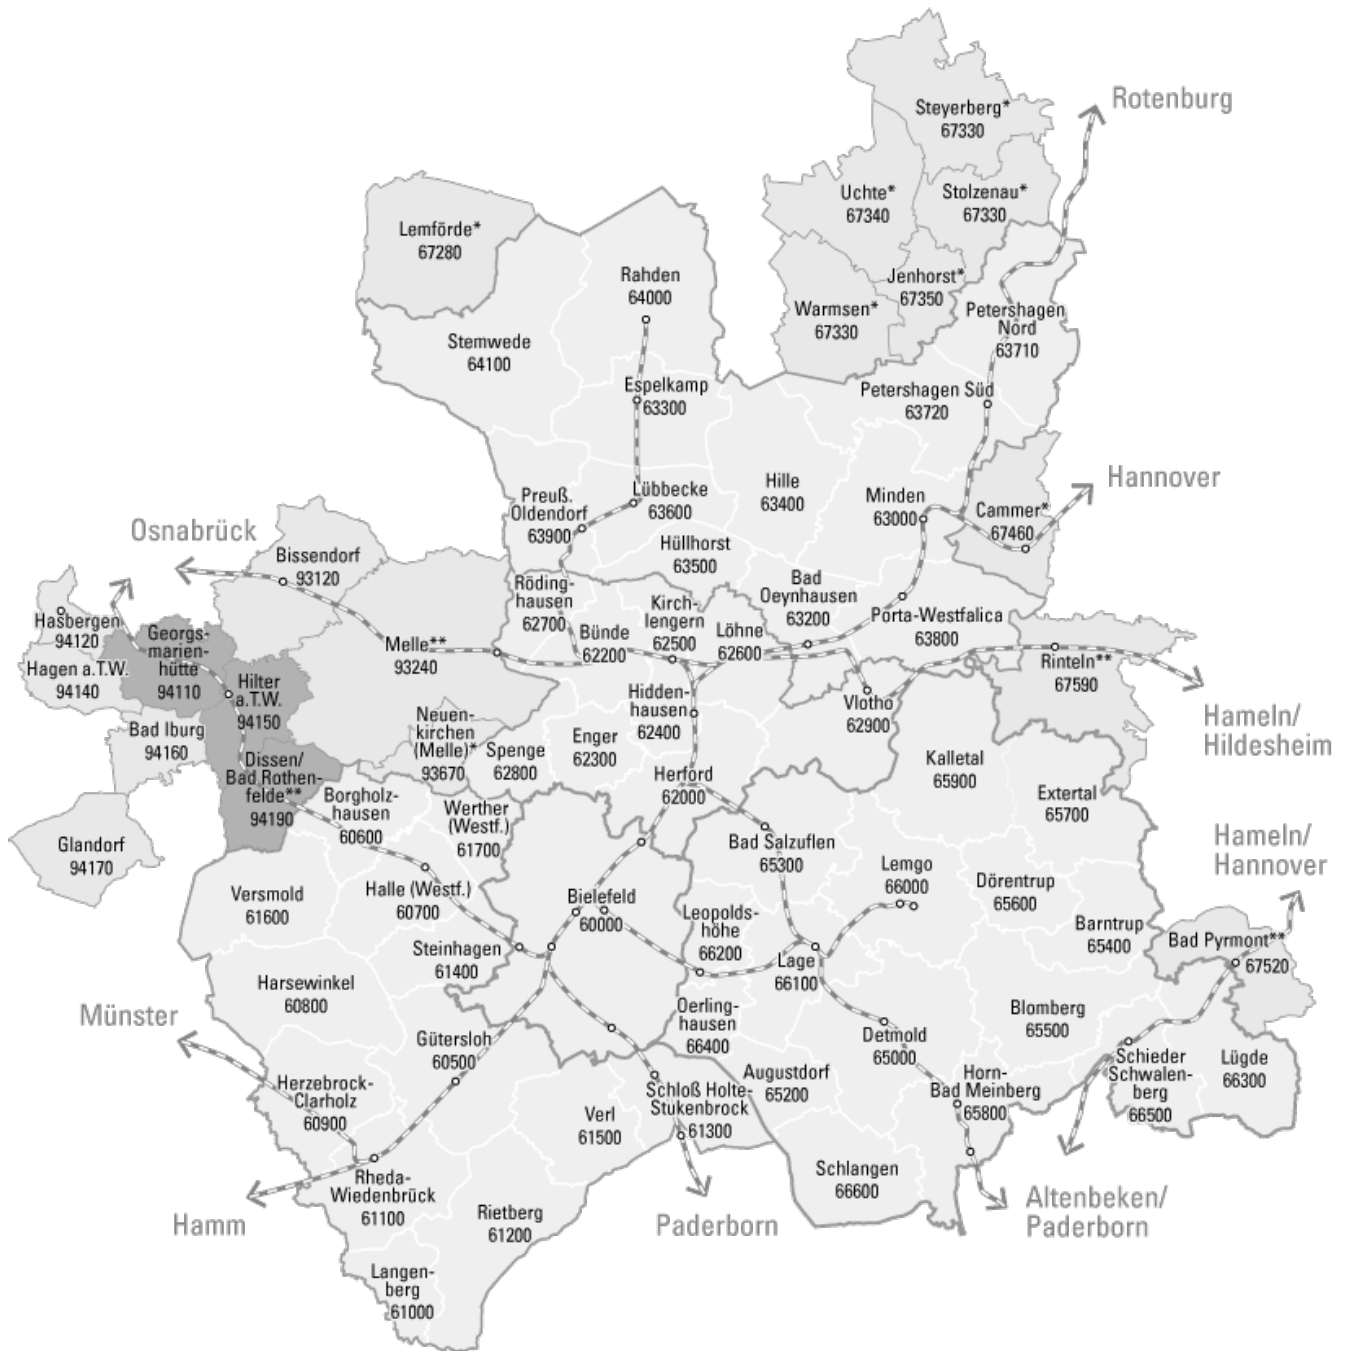 Rotenburg
Steyerberg*
67330
Uchte*
67340
Stolzenau*
67330
Lemförde*
67280
Jenhorst*
67350
Rahden
64000
Warmsen*
67330
Petershagen
Nord
63710
Stemwede
64100
Espelkamp
63300
Petershagen Süd
63720
Hannover
Hille
63400
Minden
63000
Lübbecke
63600
Preuß.
Oldendorf
63900
Cammer*
67460
Osnabrück
Bissendorf
93120
Hüllhorst
63500
Röding-
hausen
62700
Bad
Oeynhausen
63200
Kirch-
lengern
62500
Porta-Westfalica
63800
Hasbergen
94120
Georgs-
marien-
hütte
94110
Melle**
93240
Bünde
62200
Löhne
62600
Rinteln**
67590
Hagen a.T.W.
94140
Hilter
a.T.W.
94150
Hidden-
hausen
62400
Vlotho
62900
Hameln/
Hildesheim
Bad Iburg
94160
Neuen-
kirchen
(Melle)*
93670
Spenge
62800
Enger
62300
Kalletal
65900
Dissen/
Bad Rothen-
felde**
94190
Herford
62000
Extertal
65700
Borgholz-
hausen
60600
Werther
(Westf.)
61700
Glandorf
94170
Bad Salzuflen
65300
Hameln/
Hannover
Lemgo
66000
Dörentrup
65600
Versmold
61600
Halle (Westf.)
60700
Bielefeld
60000
Leopolds-
höhe
66200
Barntrup
65400
Bad Pyrmont**
67520
Steinhagen
61400
Lage
66100
Harsewinkel
60800
Münster
Oerling-
hausen
66400
Blomberg
65500
Gütersloh
60500
Detmold
65000
Schieder
Schwalen-
berg
66500
Lügde
66300
Herzebrock-
Clarholz
60900
Augustdorf
65200
Horn-
Bad Meinberg
65800
Schloß Holte-
Stukenbrock
61300
Verl
61500
Schlangen
66600
Rheda-
Wiedenbrück
61100
Hamm
Rietberg
61200
Paderborn
Altenbeken/
Paderborn
Langen-
berg
61000